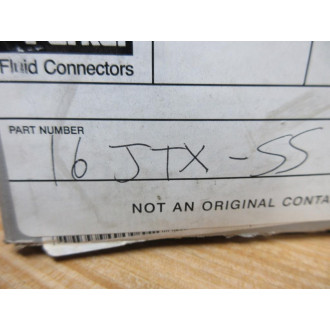 Fluid Connectors
PART NUMBER
16 JTX-SS
NOT AN ORIGINAL CONTA